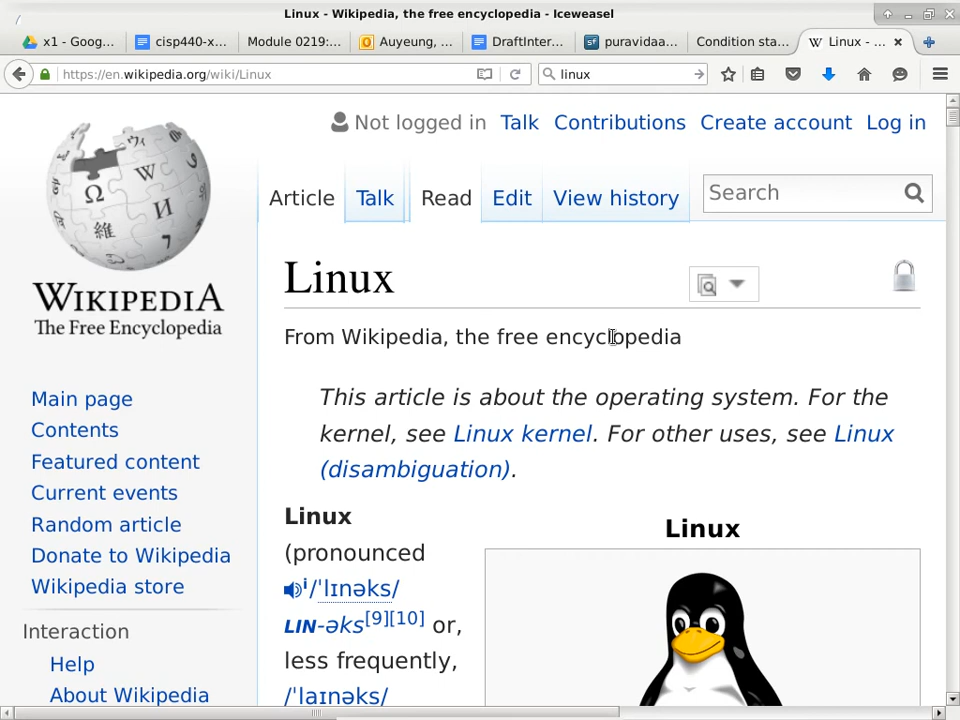 Linux - Wikipedia, the free encyclopedia - Iceweasel
x1 - Goog... cisp440-x... Module 0219:... Auyeung, ... DraftInter... puravidaa... Condition sta... Linux - ...
https://en.wikipedia.org/wiki/Linux linux
Not logged in Talk Contributions Create account Log in
Article Talk Read Edit View history Search
WIKIPEDIA
The Free Encyclopedia
Main page
Contents
Featured content
Current events
Random article
Donate to Wikipedia
Wikipedia store
Interaction
Help
About Wikipedia
Linux
From Wikipedia, the free encyclopedia
This article is about the operating system. For the
kernel, see Linux kernel. For other uses, see Linux
(disambiguation).
Linux
(pronounced
i/ˈlɪnəks/
LIN-əks[9][10] or,
less frequently,
/ˈlaɪnəks/
Linux